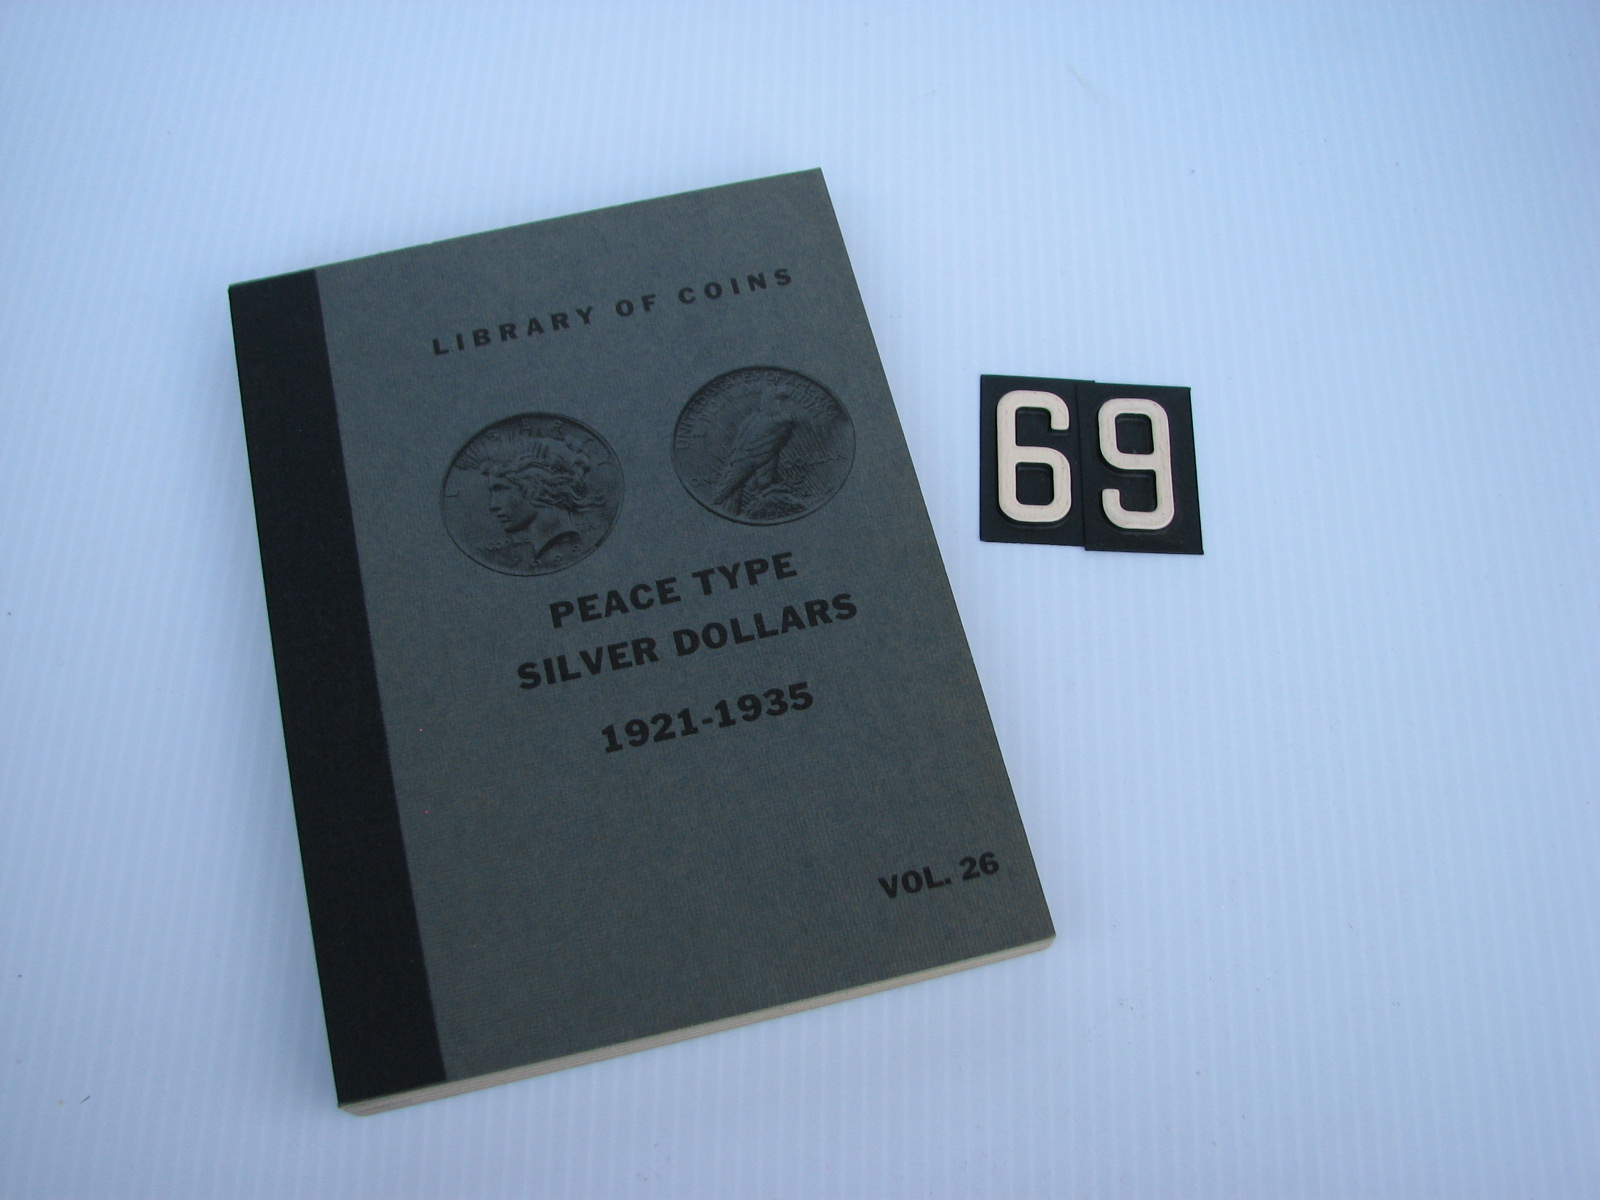 LIBRARY OF COINS
PEACE TYPE
SILVER DOLLARS
1921-1935
VOL. 26
69